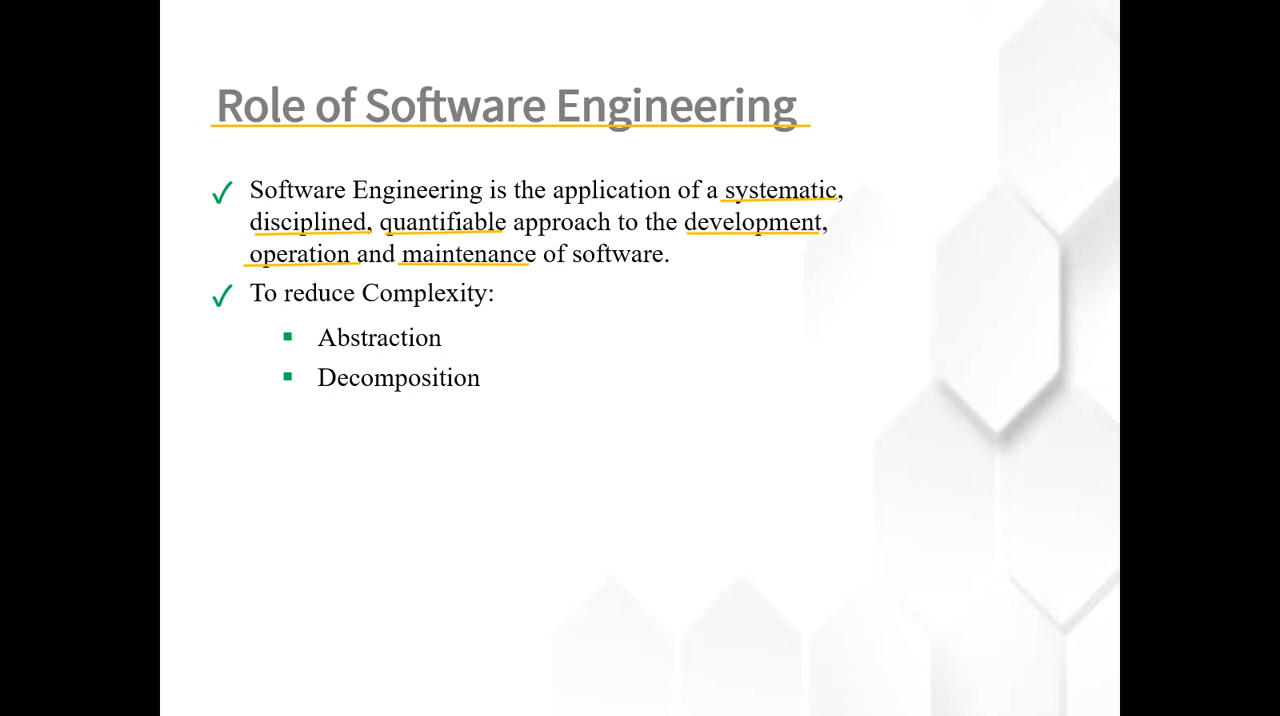 Role of Software Engineering
✓ Software Engineering is the application of a systematic,
disciplined, quantifiable approach to the development,
operation and maintenance of software.
✓ To reduce Complexity:
▪ Abstraction
▪ Decomposition